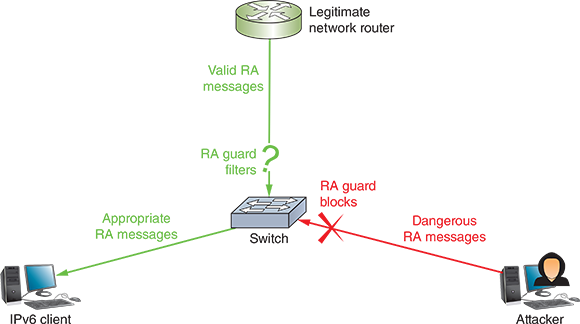 Legitimate
network router
Valid RA
messages
RA guard
filters
?
RA guard
blocks
Appropriate
RA messages
Switch
Dangerous
RA messages
IPv6 client
Attacker